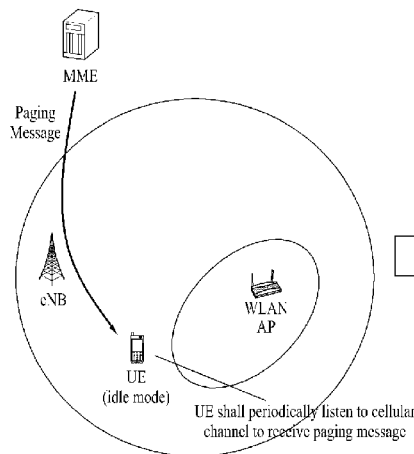 MME
Paging
Message
eNB
WLAN
AP
UE
(idle mode)
UE shall periodically listen to cellular
channel to receive paging message